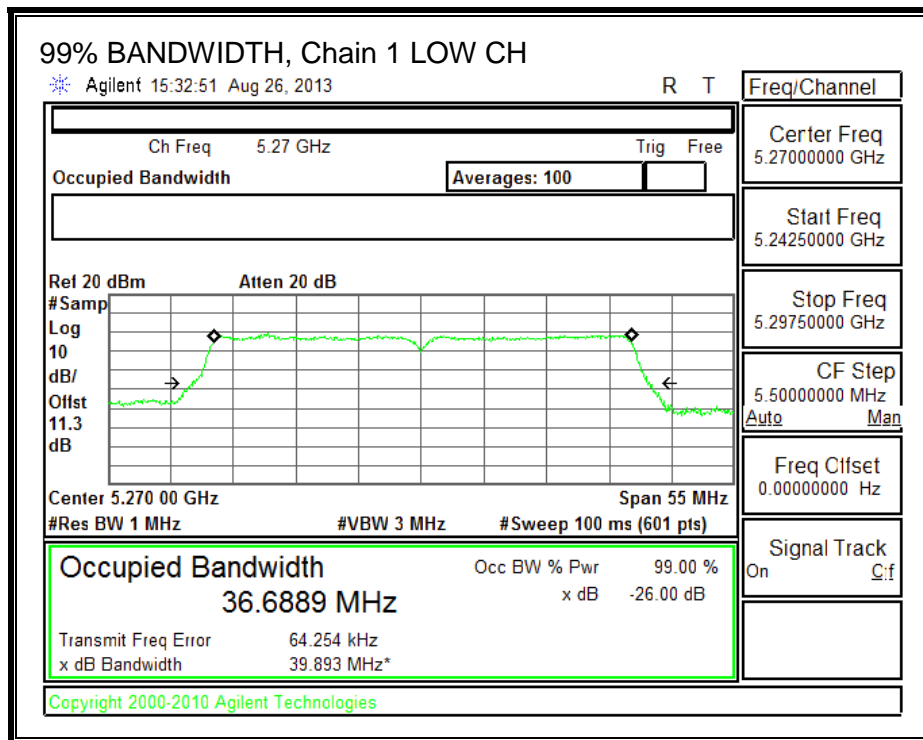 99% BANDWIDTH, Chain 1 LOW CH
Agilent 15:32:51 Aug 26, 2013 R T
Freq/Channel
Ch Freq 5.27 GHz Trig Free
Occupied Bandwidth Averages: 100
Center Freq
5.27000000 GHz
Start Freq
5.24250000 GHz
Stop Freq
5.29750000 GHz
CF Step
5.50000000 MHz
Auto Man
Freq Offset
0.00000000 Hz
Signal Track
On Off
Ref 20 dBm Atten 20 dB
#Samp
Log
10
dB/
Offst
11.3
dB
Center 5.270 00 GHz Span 55 MHz
#Res BW 1 MHz #VBW 3 MHz #Sweep 100 ms (601 pts)
Occupied Bandwidth
36.6889 MHz
Occ BW % Pwr 99.00 %
x dB -26.00 dB
Transmit Freq Error 64.254 kHz
x dB Bandwidth 39.893 MHz*
Copyright 2000-2010 Agilent Technologies